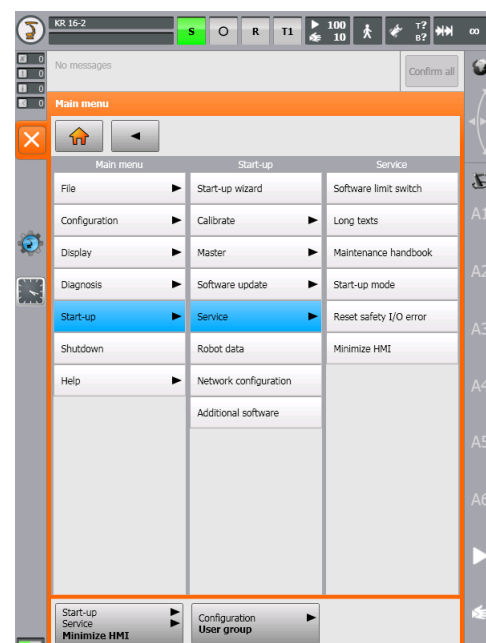 KR 16-2
S O R T1 100 T? ∞
10 B?
0
0
0
0
No messages
Confirm all
Main menu
Main menu Start-up Service
File Start-up wizard Software limit switch
Configuration Calibrate Long texts
Display Master Maintenance handbook
Diagnosis Software update Start-up mode
Start-up Service Reset safety I/O error
Shutdown Robot data Minimize HMI
Help Network configuration
Additional software
A1
A2
A3
A4
A5
A6
Start-up
Service
Minimize HMI
Configuration
User group